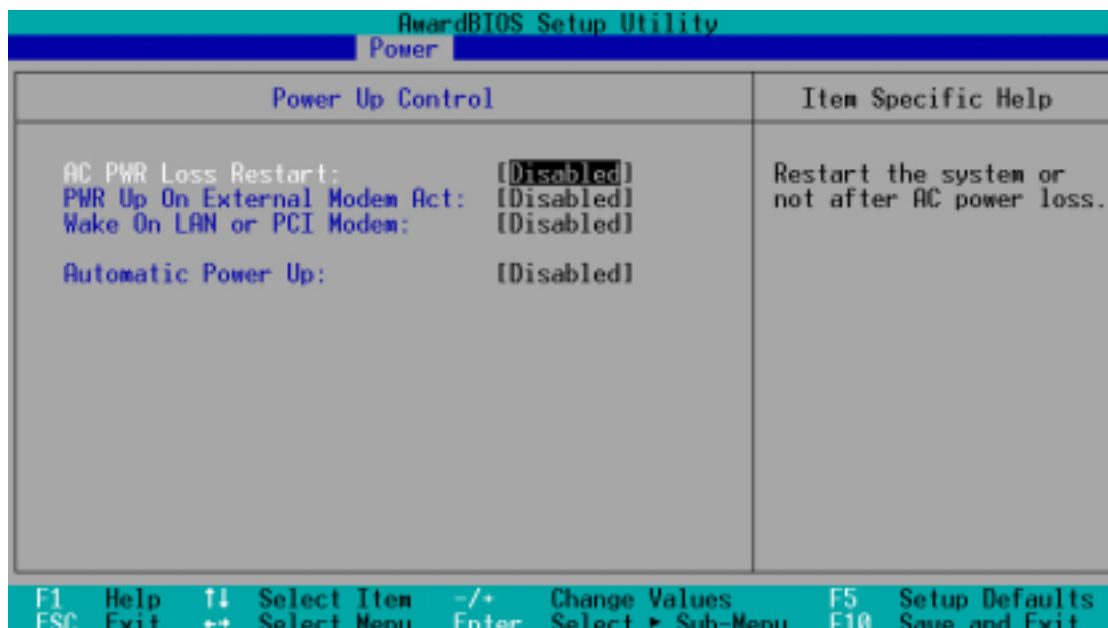 AwardBIOS Setup Utility
Power
Power Up Control
Item Specific Help
AC PWR Loss Restart: [Disabled]
PWR Up On External Modem Act: [Disabled]
Wake On LAN or PCI Modem: [Disabled]
Automatic Power Up: [Disabled]
Restart the system or
not after AC power loss.
F1 Help ↑↓ Select Item -/+ Change Values F5 Setup Defaults
ESC Exit ←→ Select Menu Enter Select ► Sub-Menu F10 Save and Exit